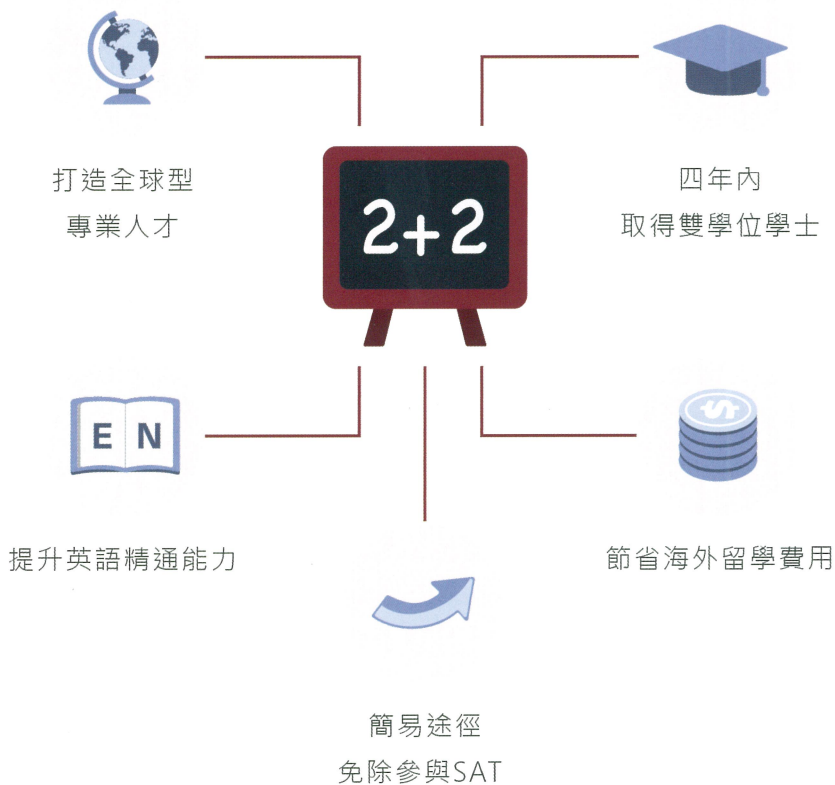 打造全球型
專業人才
四年內
取得雙學位學士
2+2
E N
提升英語精通能力
節省海外留學費用
簡易途徑
免除參與SAT